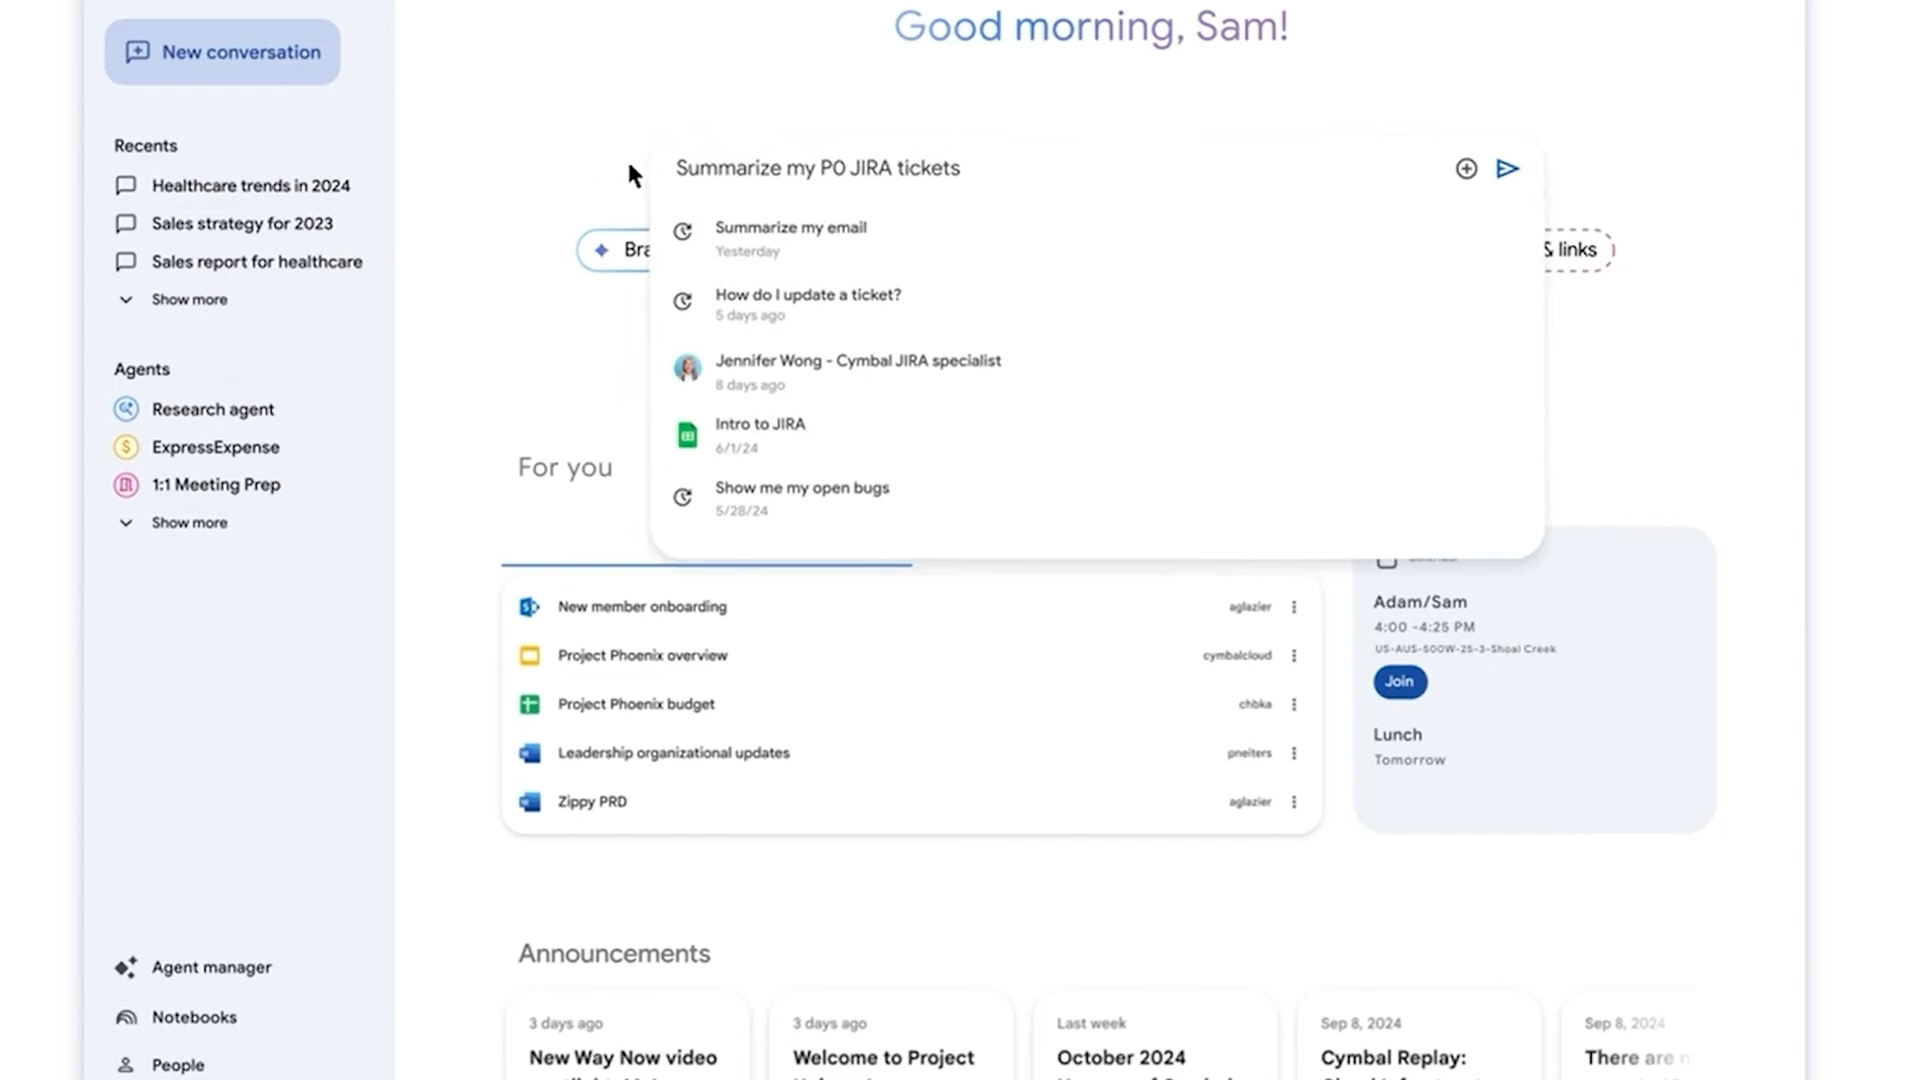 Good morning, Sam!
New conversation
Recents
Healthcare trends in 2024
Sales strategy for 2023
Sales report for healthcare
Show more
Agents
Research agent
ExpressExpense
1:1 Meeting Prep
Show more
Agent manager
Notebooks
People
Summarize my P0 JIRA tickets
Summarize my email
Yesterday
How do I update a ticket?
5 days ago
Jennifer Wong - Cymbal JIRA specialist
8 days ago
Intro to JIRA
6/1/24
Show me my open bugs
5/28/24
& links
For you
New member onboarding aglazier
Project Phoenix overview cymbalcloud
Project Phoenix budget chbka
Leadership organizational updates pneiters
Zippy PRD aglazier
Adam/Sam
4:00 -4:25 PM
US-AUS-500W-2S-3-Shoal Creek
Join
Lunch
Tomorrow
Announcements
3 days ago
New Way Now video
3 days ago
Welcome to Project
Last week
October 2024
Sep 8, 2024
Cymbal Replay:
Sep 8, 2024
There are